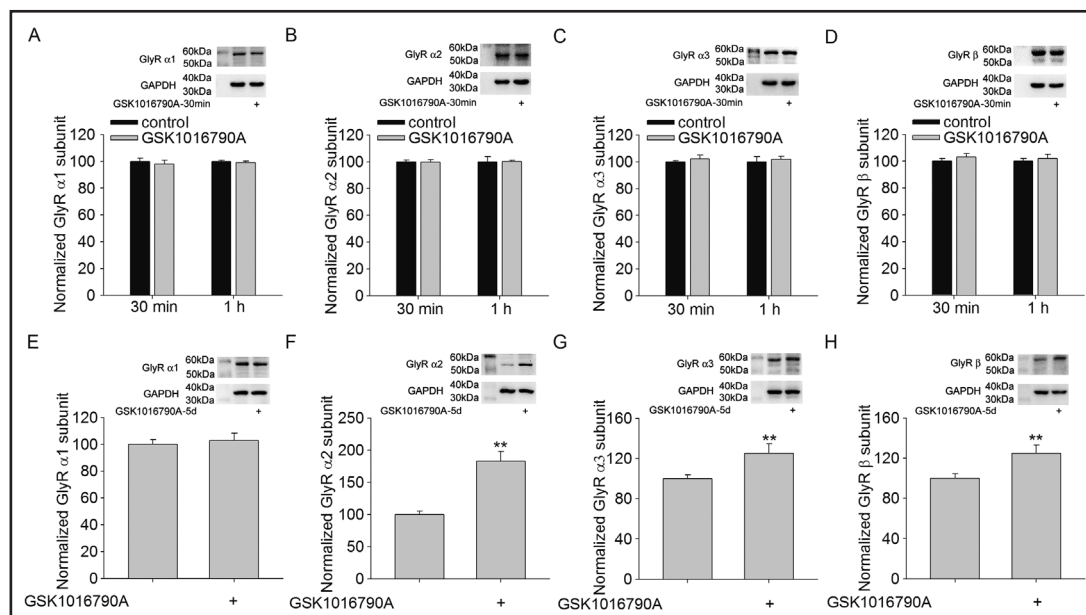 A
GlyR α1
60kDa
50kDa
GAPDH
40kDa
30kDa
GSK1016790A-30min +
control
GSK1016790A
Normalized GlyR α1 subunit
120
100
80
60
40
20
0
30 min 1 h
B
GlyR α2
60kDa
50kDa
GAPDH
40kDa
30kDa
GSK1016790A-30min +
control
GSK1016790A
Normalized GlyR α2 subunit
120
100
80
60
40
20
0
30 min 1 h
C
GlyR α3
60kDa
50kDa
GAPDH
40kDa
30kDa
GSK1016790A-30min +
control
GSK1016790A
Normalized GlyR α3 subunit
120
100
80
60
40
20
0
30 min 1 h
D
GlyR β
60kDa
50kDa
GAPDH
40kDa
30kDa
GSK1016790A-30min +
control
GSK1016790A
Normalized GlyR β subunit
120
100
80
60
40
20
0
30 min 1 h
E
GlyR α1
60kDa
50kDa
GAPDH
40kDa
30kDa
GSK1016790A-5d +
Normalized GlyR α1 subunit
120
100
80
60
40
20
0
GSK1016790A +
F
GlyR α2
60kDa
50kDa
GAPDH
40kDa
30kDa
GSK1016790A-5d +
Normalized GlyR α2 subunit
250
200
150
100
50
0
**
GSK1016790A +
G
GlyR α3
60kDa
50kDa
GAPDH
40kDa
30kDa
GSK1016790A-5d +
Normalized GlyR α3 subunit
160
120
80
40
0
**
GSK1016790A +
H
GlyR β
60kDa
50kDa
GAPDH
40kDa
30kDa
GSK1016790A-5d +
Normalized GlyR β subunit
160
120
80
40
0
**
GSK1016790A +